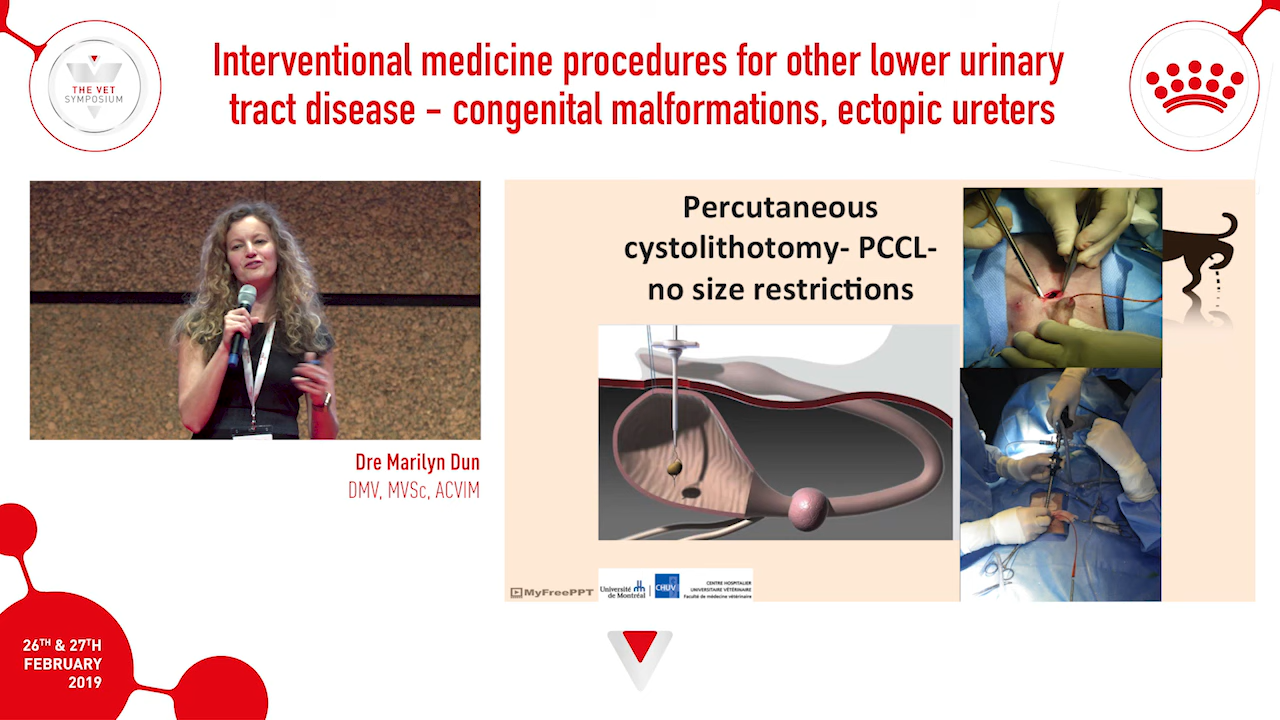 Interventional medicine procedures for other lower urinary
tract disease – congenital malformations, ectopic ureters
THE VET
SYMPOSIUM
Percutaneous
cystolithotomy- PCCL-
no size restrictions
Dre Marilyn Dun
DMV, MVSc, ACVIM
MyFreePPT
Université
de Montréal
CHUV
CENTRE HOSPITALIER
UNIVERSITAIRE VÉTÉRINAIRE
Faculté de médecine vétérinaire
26TH & 27TH
FEBRUARY
2019